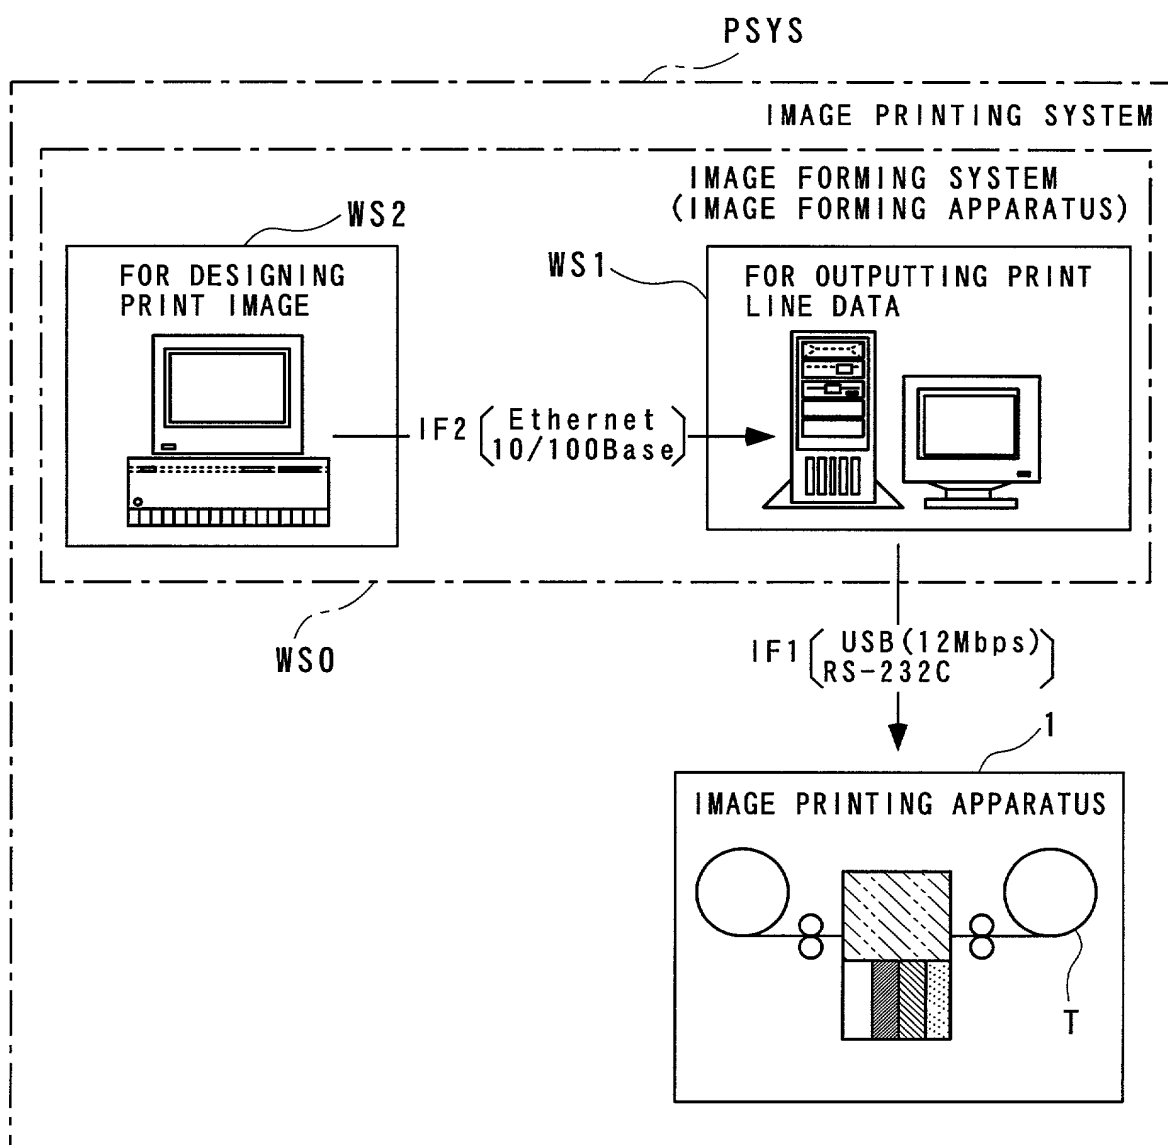 PSYS
IMAGE PRINTING SYSTEM
IMAGE FORMING SYSTEM
(IMAGE FORMING APPARATUS)
WS2
FOR DESIGNING
PRINT IMAGE
WS1
FOR OUTPUTTING PRINT
LINE DATA
IF2 (Ethernet
10/100Base)
WS0
IF1 (USB(12Mbps)
RS-232C)
1
IMAGE PRINTING APPARATUS
T